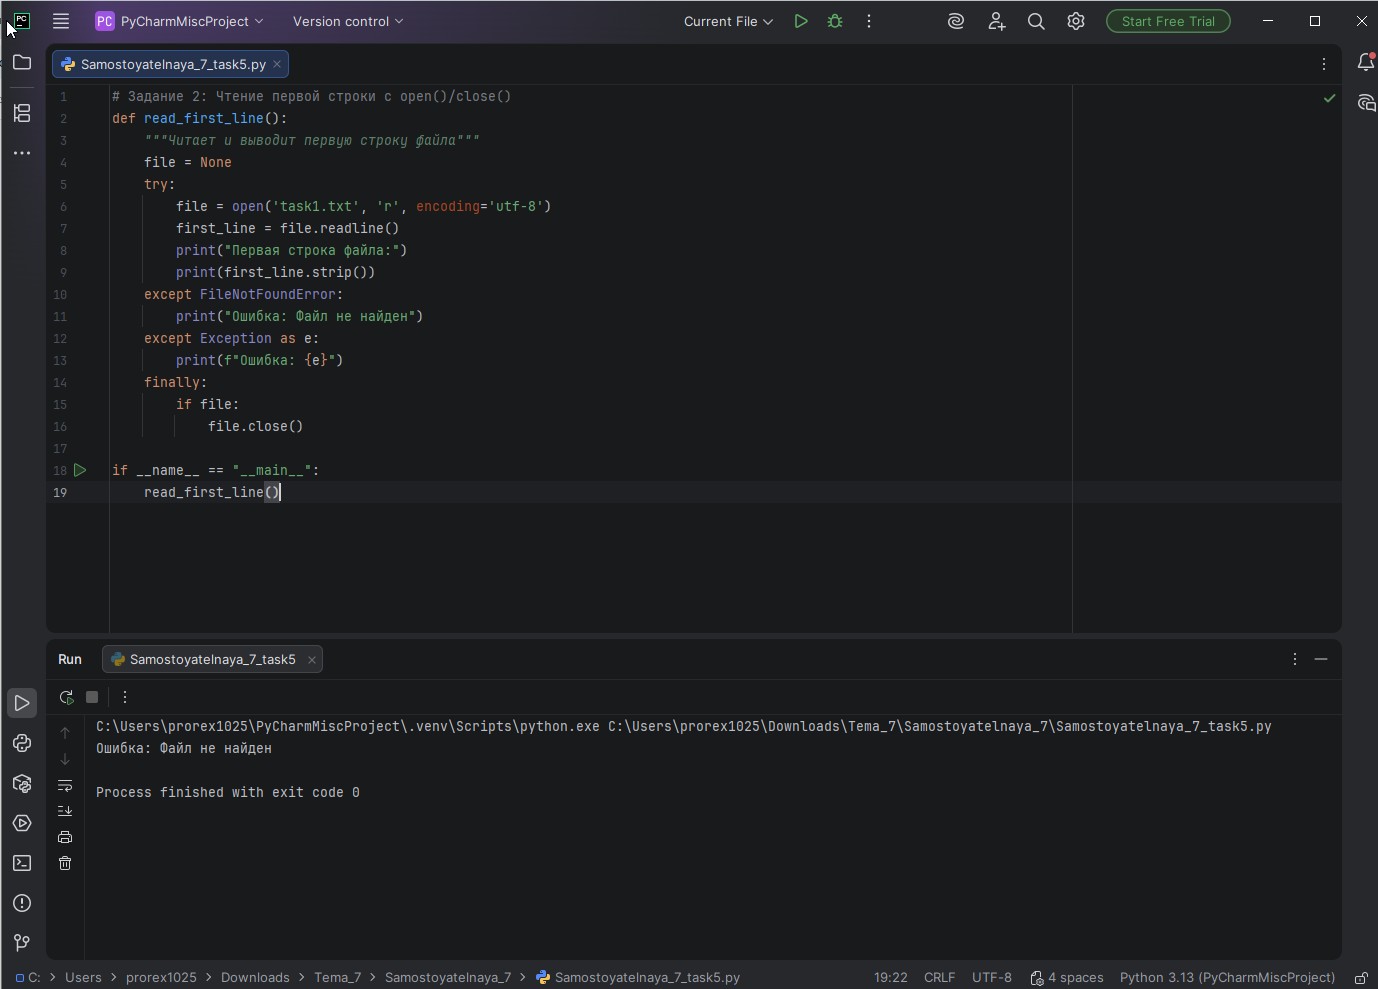 PC
PC PyCharmMiscProject
Version control
Current File
Start Free Trial
Samostoyatelnaya_7_task5.py
1 # Задание 2: Чтение первой строки с open()/close()
2 def read_first_line():
3 """Читает и выводит первую строку файла"""
4 file = None
5 try:
6 file = open('task1.txt', 'r', encoding='utf-8')
7 first_line = file.readline()
8 print("Первая строка файла:")
9 print(first_line.strip())
10 except FileNotFoundError:
11 print("Ошибка: Файл не найден")
12 except Exception as e:
13 print(f"Ошибка: {e}")
14 finally:
15 if file:
16 file.close()
17
18 if __name__ == "__main__":
19 read_first_line()
Run Samostoyatelnaya_7_task5
C:\Users\prorex1025\PyCharmMiscProject\.venv\Scripts\python.exe C:\Users\prorex1025\Downloads\Tema_7\Samostoyatelnaya_7\Samostoyatelnaya_7_task5.py
Ошибка: Файл не найден
Process finished with exit code 0
C: > Users > prorex1025 > Downloads > Tema_7 > Samostoyatelnaya_7 > Samostoyatelnaya_7_task5.py
19:22 CRLF UTF-8 4 spaces Python 3.13 (PyCharmMiscProject)